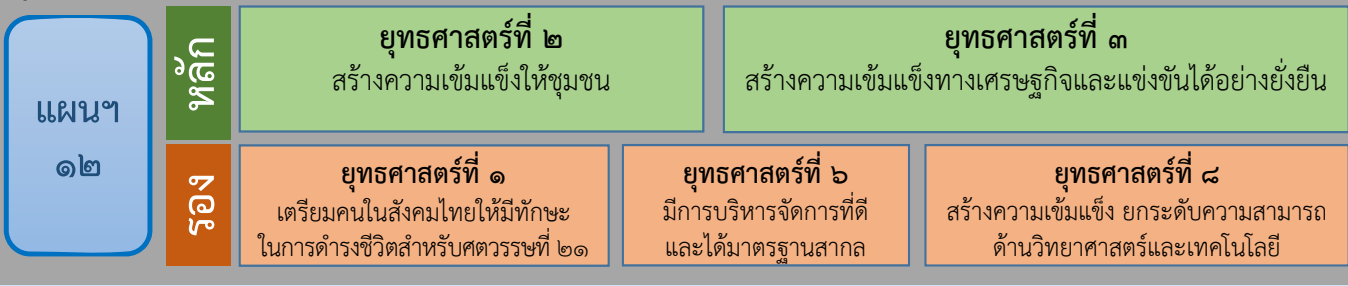 แผนฯ
๑๒
หลัก
ยุทธศาสตร์ที่ ๒
สร้างความเข้มแข็งให้ชุมชน
ยุทธศาสตร์ที่ ๓
สร้างความเข้มแข็งทางเศรษฐกิจและแข่งขันได้อย่างยั่งยืน
รอง
ยุทธศาสตร์ที่ ๑
เตรียมคนในสังคมไทยให้มีทักษะ
ในการดำรงชีวิตสำหรับศตวรรษที่ ๒๑
ยุทธศาสตร์ที่ ๖
มีการบริหารจัดการที่ดี
และได้มาตรฐานสากล
ยุทธศาสตร์ที่ ๘
สร้างความเข้มแข็ง ยกระดับความสามารถ
ด้านวิทยาศาสตร์และเทคโนโลยี